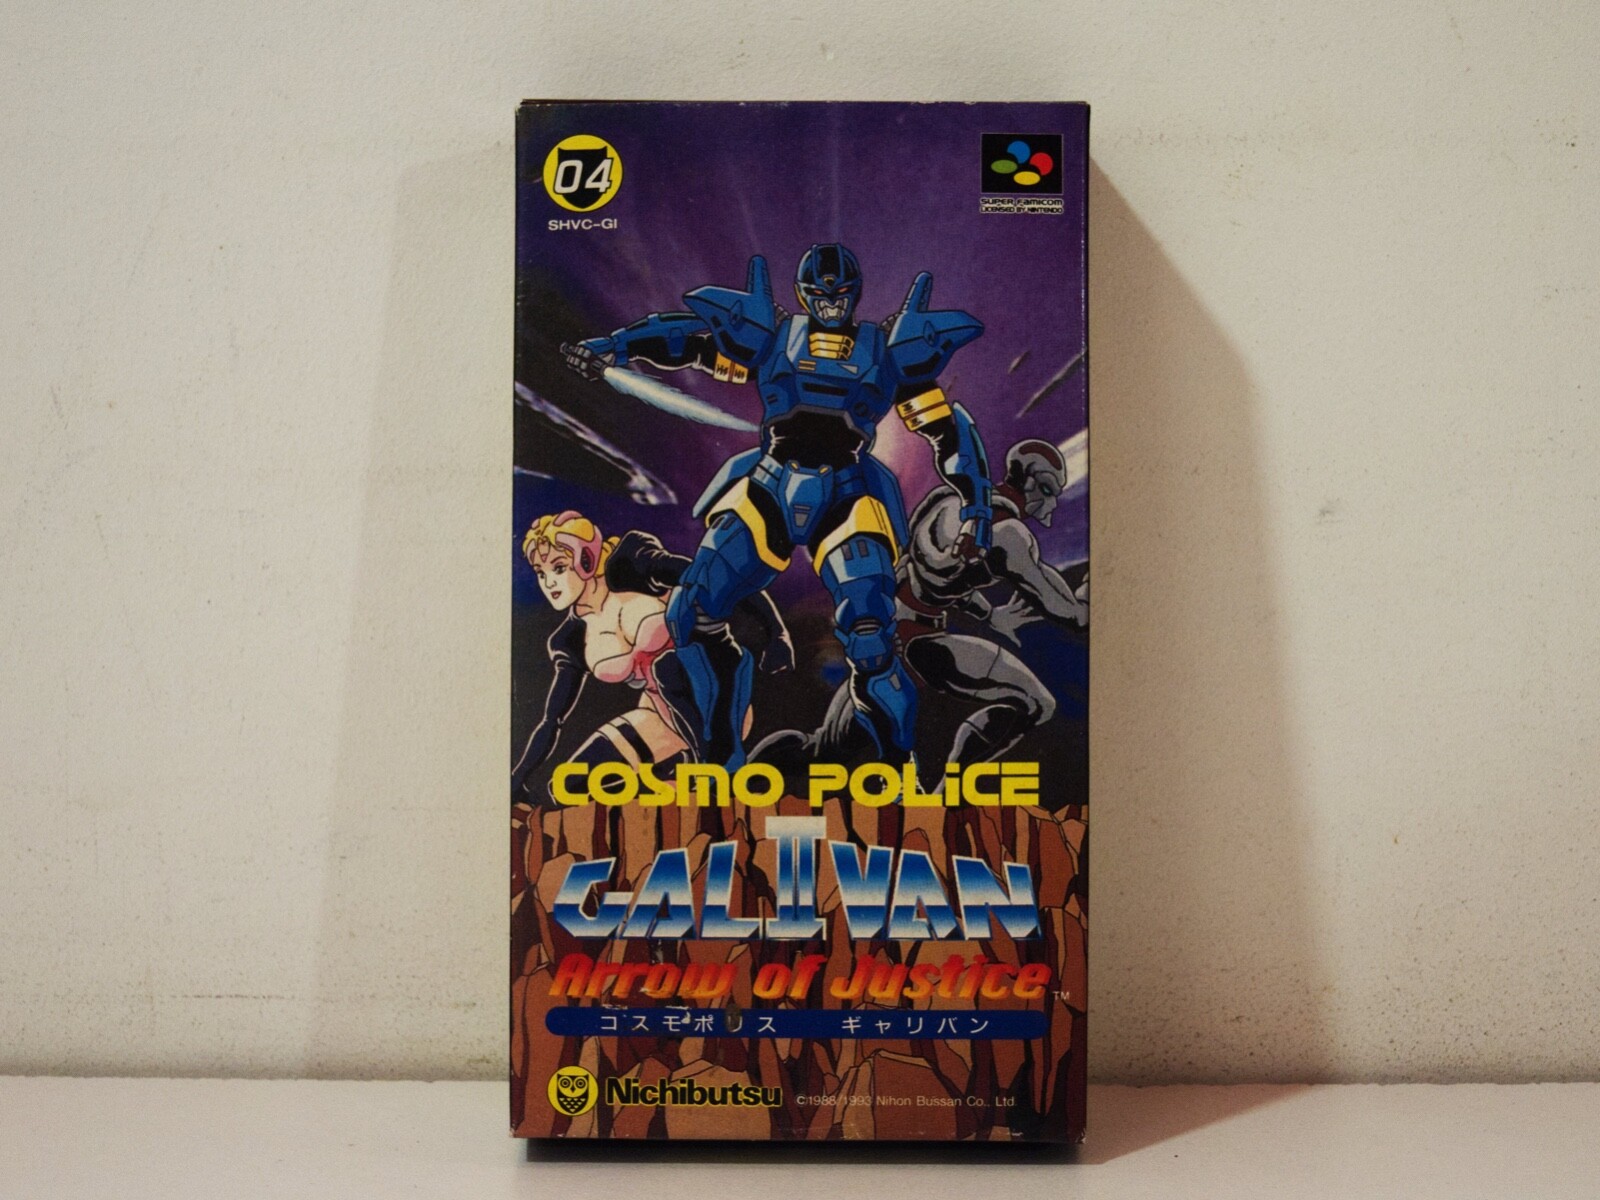 04
SHVC-GI
SUPER FAMICOM
LICENSED BY NINTENDO
COSMO POLICE
GALIVAN II
Arrow of Justice ™
コスモポリス ギャリバン
Nichibutsu ©1988/1993 Nihon Bussan Co., Ltd.